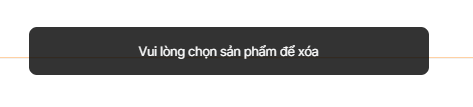 Vui lòng chọn sản phẩm để xóa